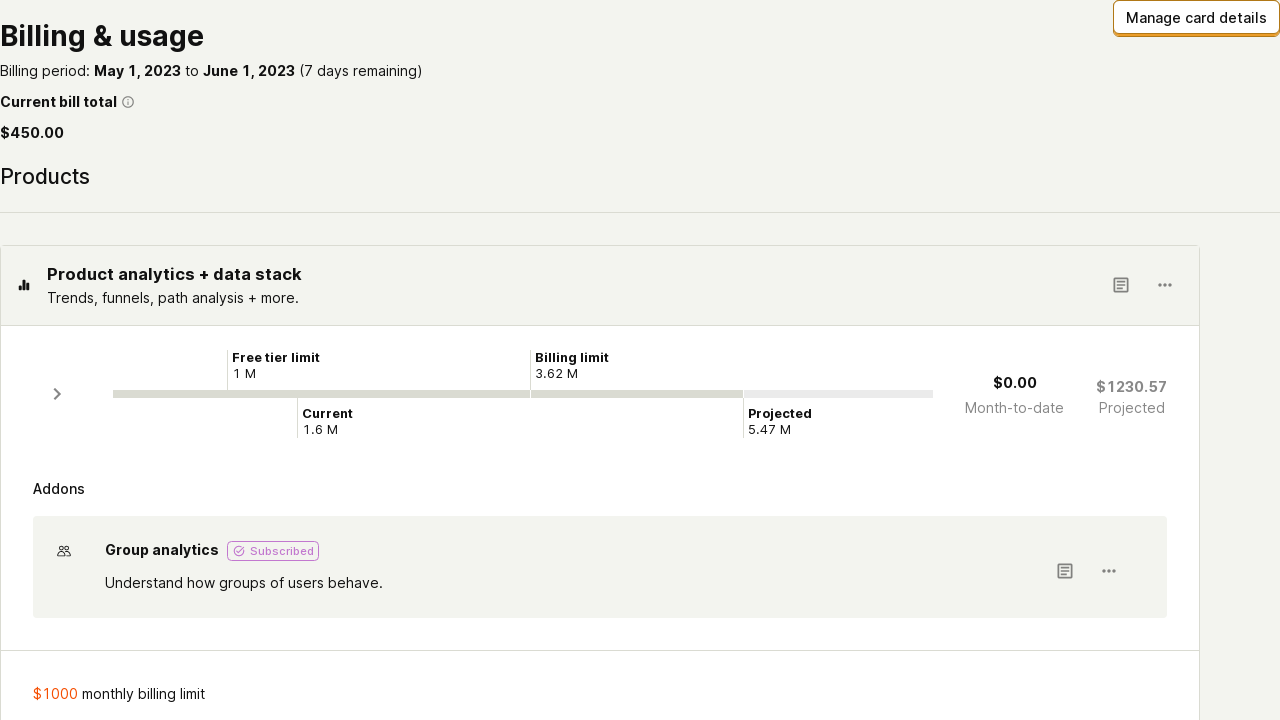 Manage card details
Billing & usage
Billing period: May 1, 2023 to June 1, 2023 (7 days remaining)
Current bill total
$450.00
Products
Product analytics + data stack
Trends, funnels, path analysis + more.
Free tier limit
1 M
Billing limit
3.62 M
Current
1.6 M
Projected
5.47 M
$0.00
Month-to-date
$1230.57
Projected
Addons
Group analytics
Subscribed
Understand how groups of users behave.
$1000 monthly billing limit